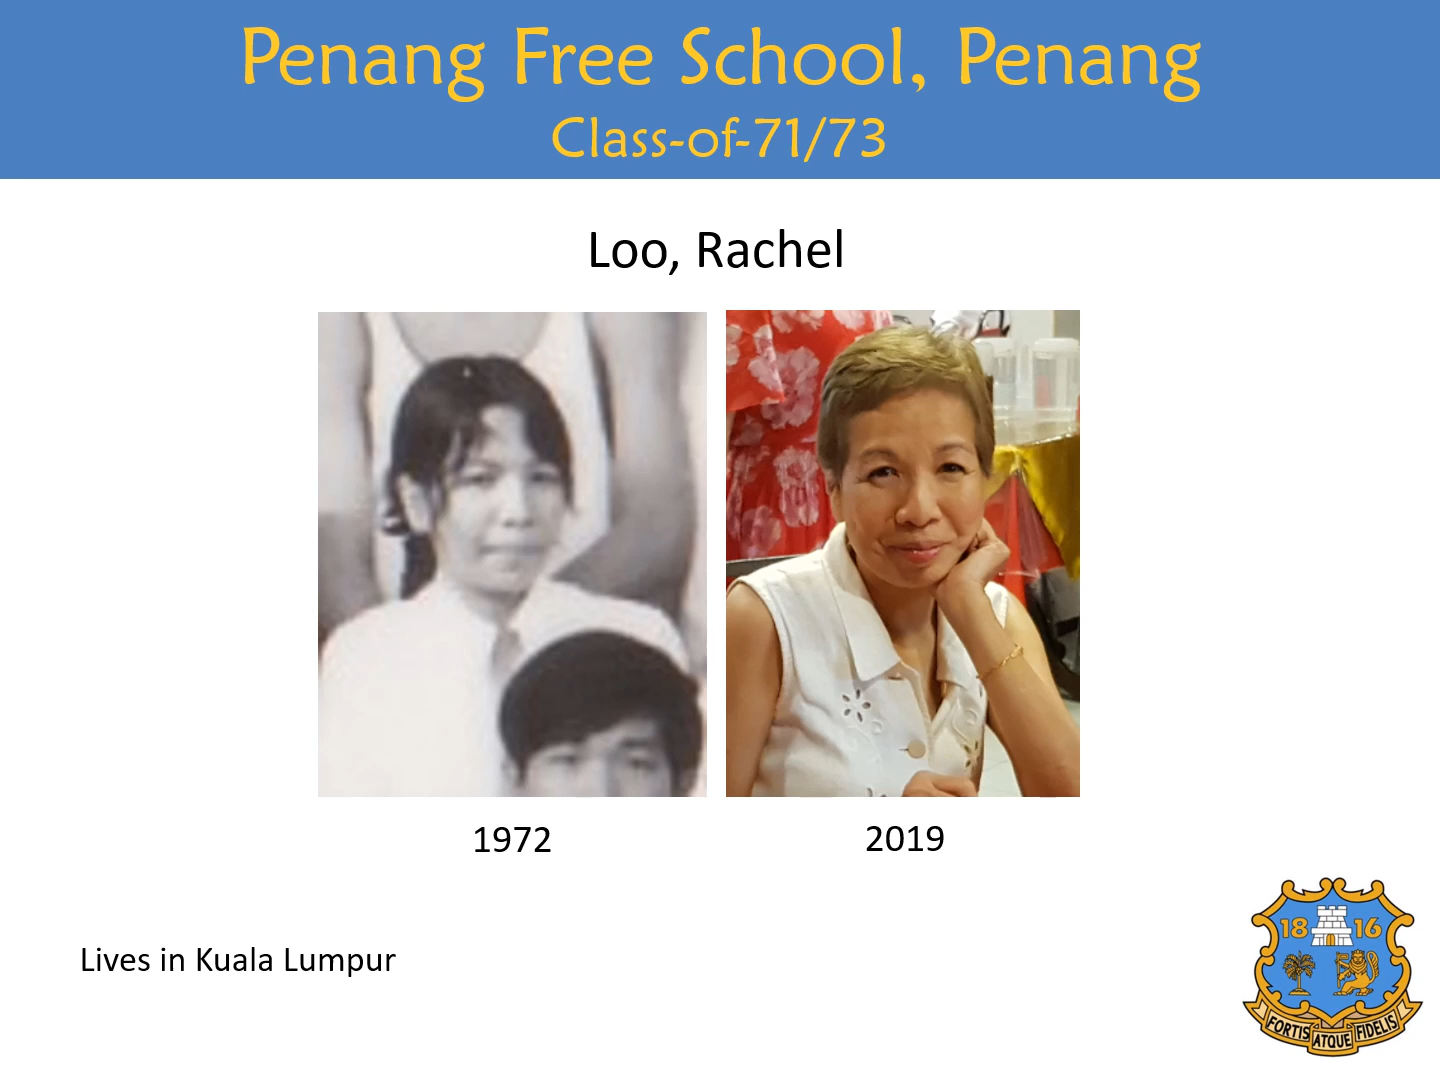 Penang Free School, Penang
Class-of-71/73
Loo, Rachel
1972
2019
Lives in Kuala Lumpur
18 16
FORTIS ATQUE FIDELIS